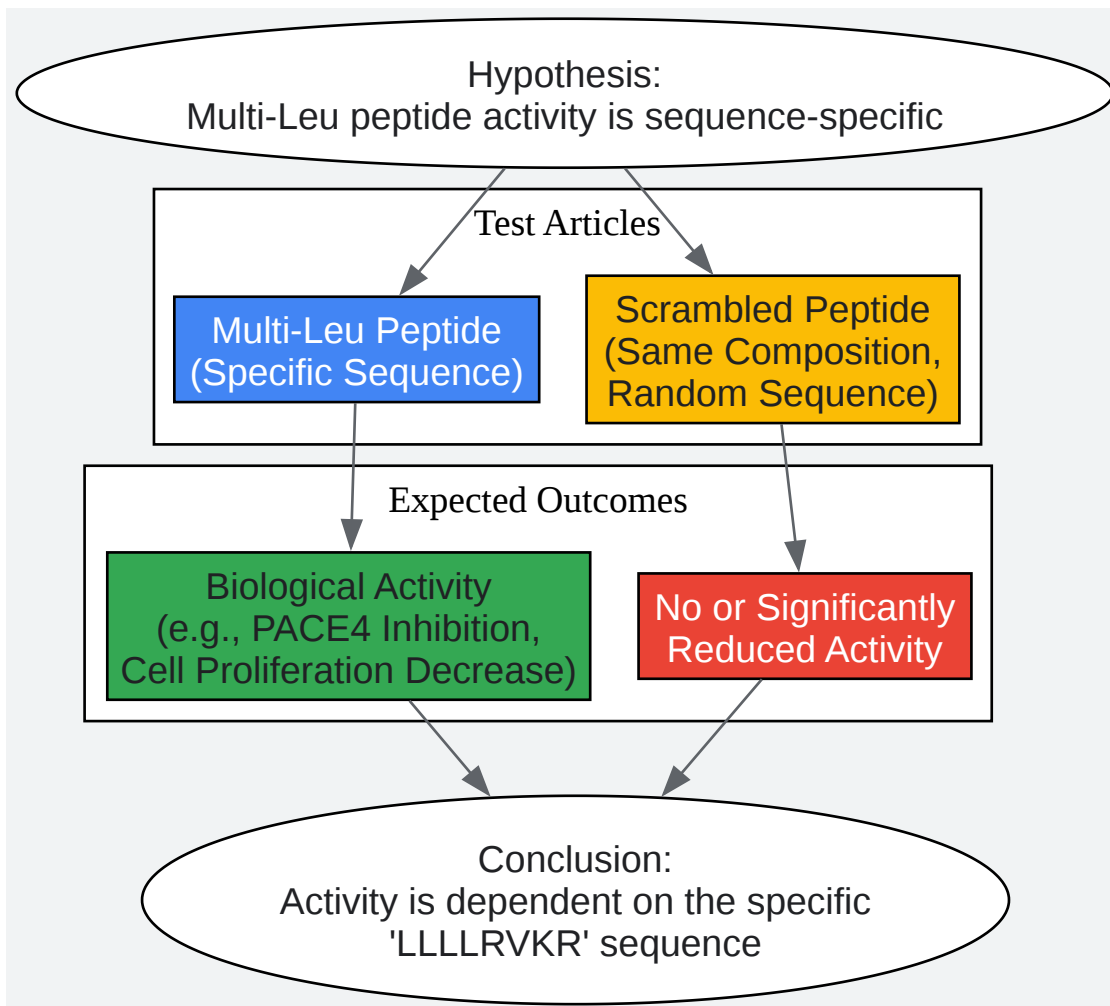 Hypothesis:
Multi-Leu peptide activity is sequence-specific
Test Articles
Multi-Leu Peptide
(Specific Sequence)
Scrambled Peptide
(Same Composition,
Random Sequence)
Expected Outcomes
Biological Activity
(e.g., PACE4 Inhibition,
Cell Proliferation Decrease)
No or Significantly
Reduced Activity
Conclusion:
Activity is dependent on the specific
'LLLLRVKR' sequence